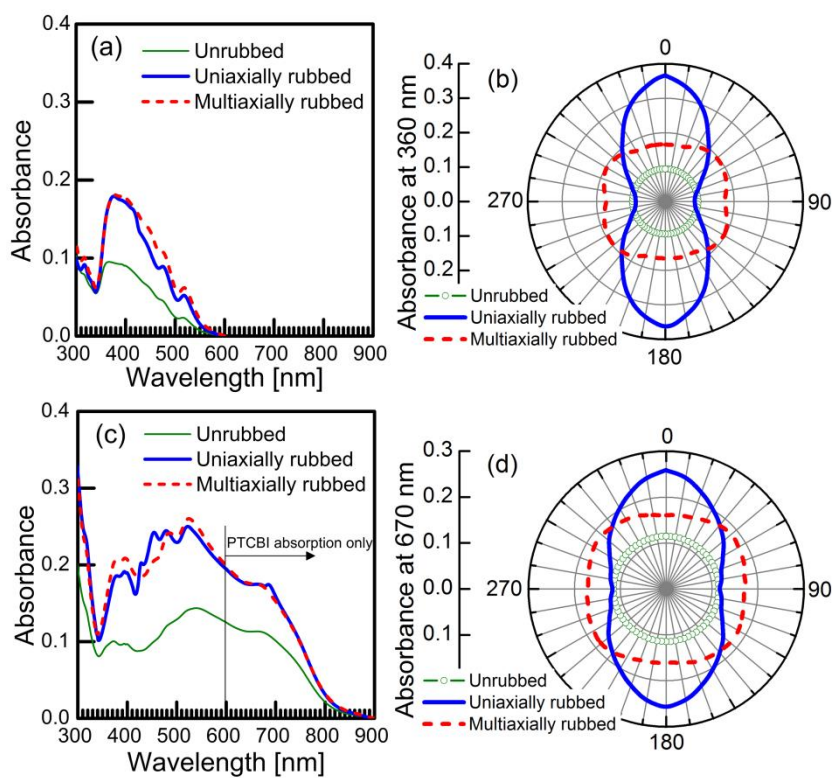 (a)
Unrubbed
Uniaxially rubbed
Multiaxially rubbed
0.4
0.3
0.2
0.1
0.0
Absorbance
300 400 500 600 700 800 900
Wavelength [nm]
(b)
0
90
180
270
0.4
0.3
0.2
0.1
0.0
0.1
0.2
Absorbance at 360 nm
Unrubbed
Uniaxially rubbed
Multiaxially rubbed
(c)
Unrubbed
Uniaxially rubbed
Multiaxially rubbed
PTCBI absorption only
0.4
0.3
0.2
0.1
0.0
Absorbance
300 400 500 600 700 800 900
Wavelength [nm]
(d)
0
90
180
270
0.3
0.2
0.1
0.0
0.1
Absorbance at 670 nm
Unrubbed
Uniaxially rubbed
Multiaxially rubbed